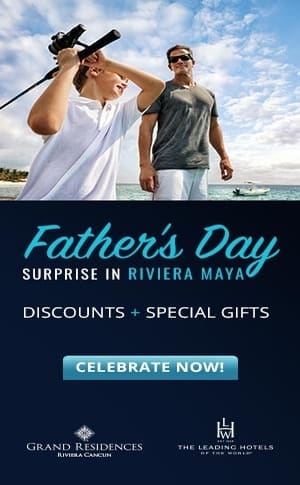 Father's Day
SURPRISE IN RIVIERA MAYA
DISCOUNTS + SPECIAL GIFTS
CELEBRATE NOW!
GRAND RESIDENCES
RIVIERA CANCUN
THE LEADING HOTELS
OF THE WORLD